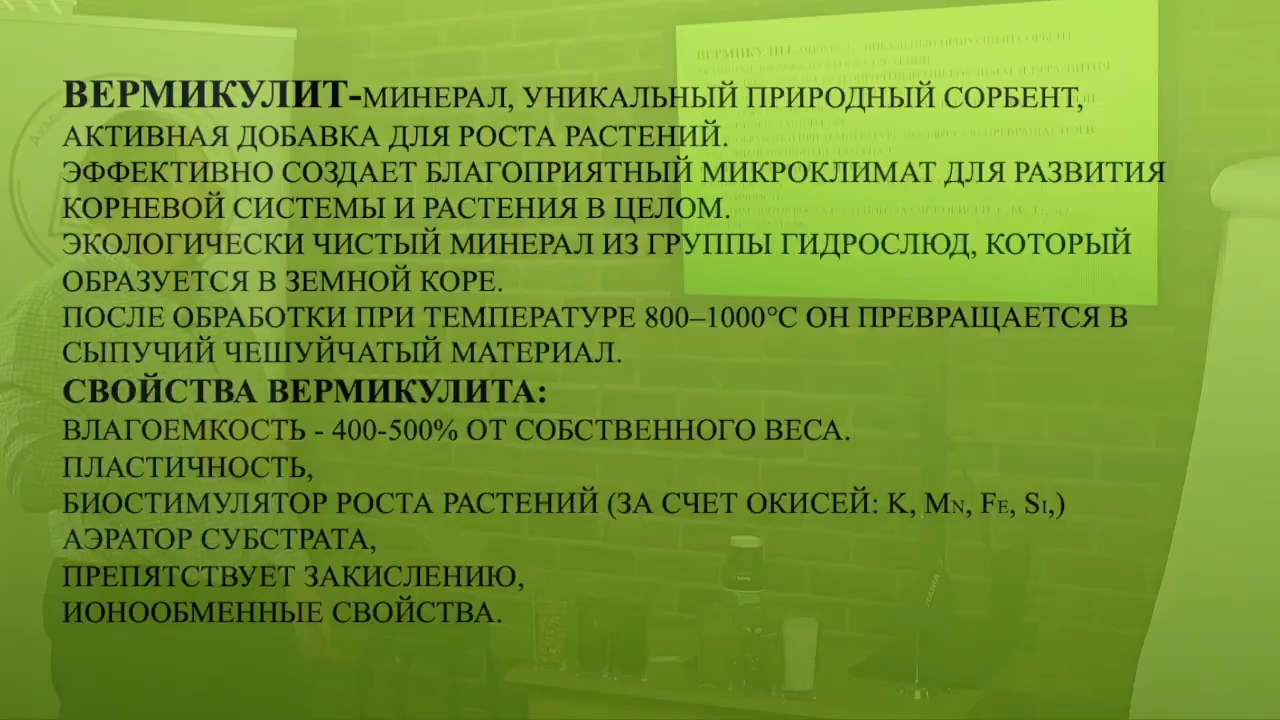 ВЕРМИКУЛИТ-МИНЕРАЛ, УНИКАЛЬНЫЙ ПРИРОДНЫЙ СОРБЕНТ,
АКТИВНАЯ ДОБАВКА ДЛЯ РОСТА РАСТЕНИЙ.
ЭФФЕКТИВНО СОЗДАЕТ БЛАГОПРИЯТНЫЙ МИКРОКЛИМАТ ДЛЯ РАЗВИТИЯ
КОРНЕВОЙ СИСТЕМЫ И РАСТЕНИЯ В ЦЕЛОМ.
ЭКОЛОГИЧЕСКИ ЧИСТЫЙ МИНЕРАЛ ИЗ ГРУППЫ ГИДРОСЛЮД, КОТОРЫЙ
ОБРАЗУЕТСЯ В ЗЕМНОЙ КОРЕ.
ПОСЛЕ ОБРАБОТКИ ПРИ ТЕМПЕРАТУРЕ 800–1000°С ОН ПРЕВРАЩАЕТСЯ В
СЫПУЧИЙ ЧЕШУЙЧАТЫЙ МАТЕРИАЛ.
СВОЙСТВА ВЕРМИКУЛИТА:
ВЛАГОЕМКОСТЬ - 400-500% ОТ СОБСТВЕННОГО ВЕСА.
ПЛАСТИЧНОСТЬ,
БИОСТИМУЛЯТОР РОСТА РАСТЕНИЙ (ЗА СЧЕТ ОКИСЕЙ: K, MN, FE, SI,)
АЭРАТОР СУБСТРАТА,
ПРЕПЯТСТВУЕТ ЗАКИСЛЕНИЮ,
ИОНООБМЕННЫЕ СВОЙСТВА.